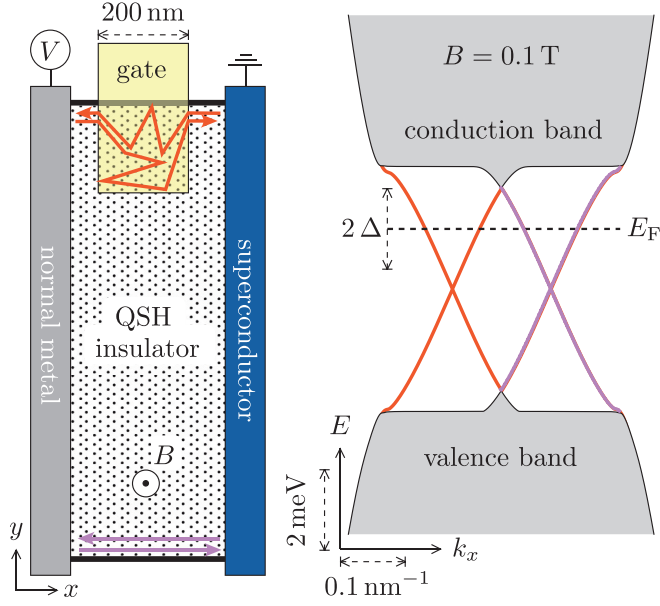 200 nm
V
gate
normal metal
superconductor
QSH
insulator
B
y
x
B = 0.1 T
conduction band
2 Δ
E_F
E
valence band
2 meV
k_x
0.1 nm⁻¹